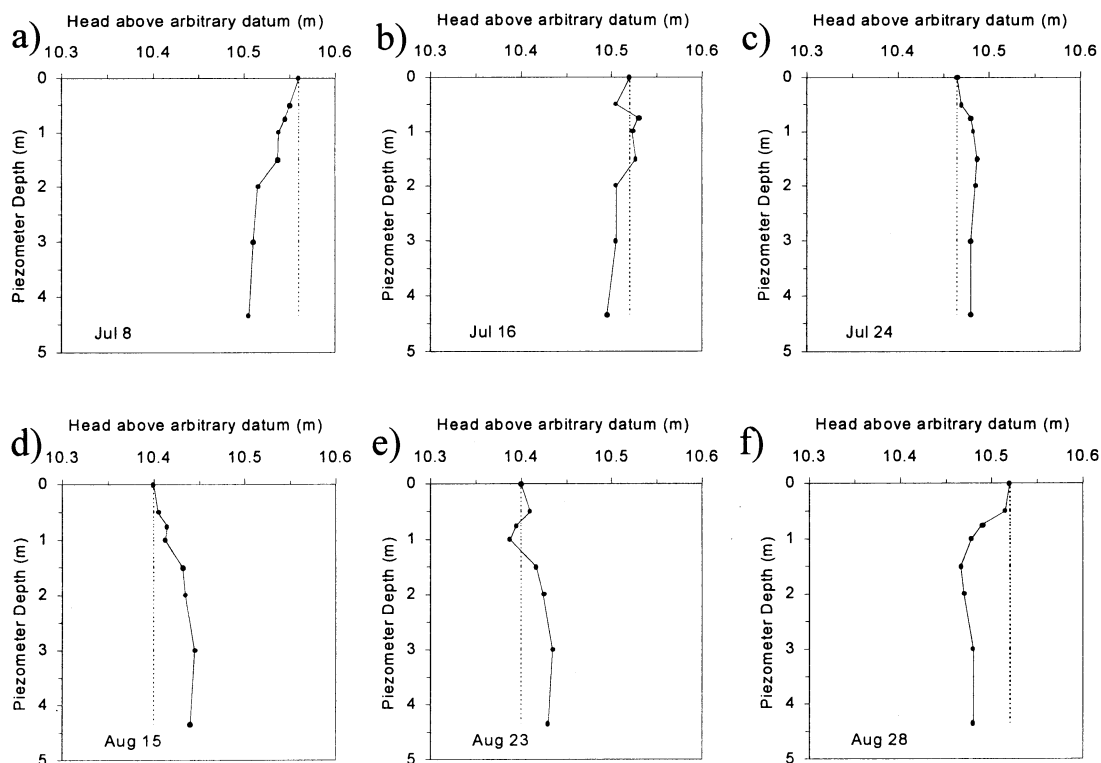 a) Head above arbitrary datum (m)
10.3 10.4 10.5 10.6
0
1
2
3
4
5
Piezometer Depth (m)
Jul 8
b) Head above arbitrary datum (m)
10.3 10.4 10.5 10.6
0
1
2
3
4
5
Piezometer Depth (m)
Jul 16
c) Head above arbitrary datum (m)
10.3 10.4 10.5 10.6
0
1
2
3
4
5
Piezometer Depth (m)
Jul 24
d) Head above arbitrary datum (m)
10.3 10.4 10.5 10.6
0
1
2
3
4
5
Piezometer Depth (m)
Aug 15
e) Head above arbitrary datum (m)
10.3 10.4 10.5 10.6
0
1
2
3
4
5
Piezometer Depth (m)
Aug 23
f) Head above arbitrary datum (m)
10.3 10.4 10.5 10.6
0
1
2
3
4
5
Piezometer Depth (m)
Aug 28